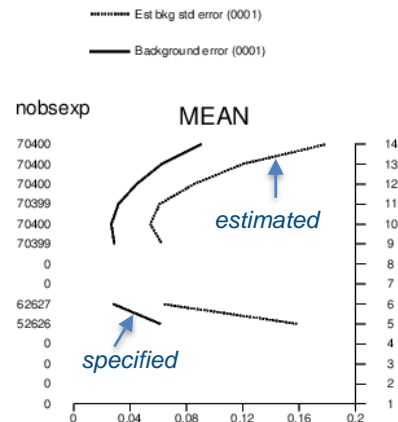 Est bkg std error (0001)
Background error (0001)
nobsexp
MEAN
70400 14
70400 13
70400 12
70399 11
70400 10
70399 9
0 8
0 7
62627 6
52626 5
0 4
0 3
0 2
0 1
estimated
specified
0 0.04 0.08 0.12 0.16 0.2